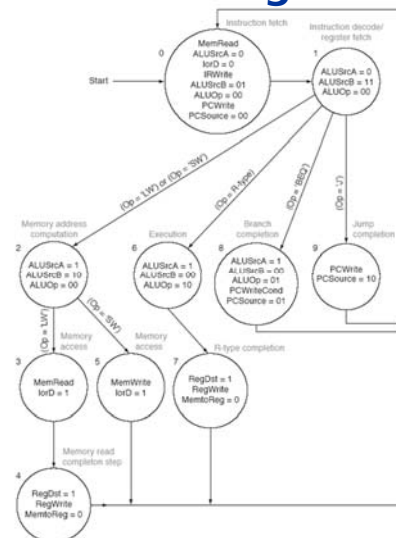 Instruction fetch
0
MemRead
ALUSrcA = 0
IorD = 0
IRWrite
ALUSrcB = 01
ALUOp = 00
PCWrite
PCSource = 00
Start
Instruction decode/
register fetch
1
ALUSrcA = 0
ALUSrcB = 11
ALUOp = 00
(Op = 'LW') or (Op = 'SW')
(Op = R-type)
(Op = 'BEQ')
(Op = 'J')
Memory address
computation
2
ALUSrcA = 1
ALUSrcB = 10
ALUOp = 00
Execution
6
ALUSrcA = 1
ALUSrcB = 00
ALUOp = 10
Branch
completion
8
ALUSrcA = 1
ALUSrcB = 00
ALUOp = 01
PCWriteCond
PCSource = 01
Jump
completion
9
PCWrite
PCSource = 10
(Op = 'LW')
(Op = 'SW')
Memory
access
3
MemRead
IorD = 1
Memory
access
5
MemWrite
IorD = 1
R-type completion
7
RegDst = 1
RegWrite
MemtoReg = 0
Memory read
completon step
4
RegDst = 1
RegWrite
MemtoReg = 0